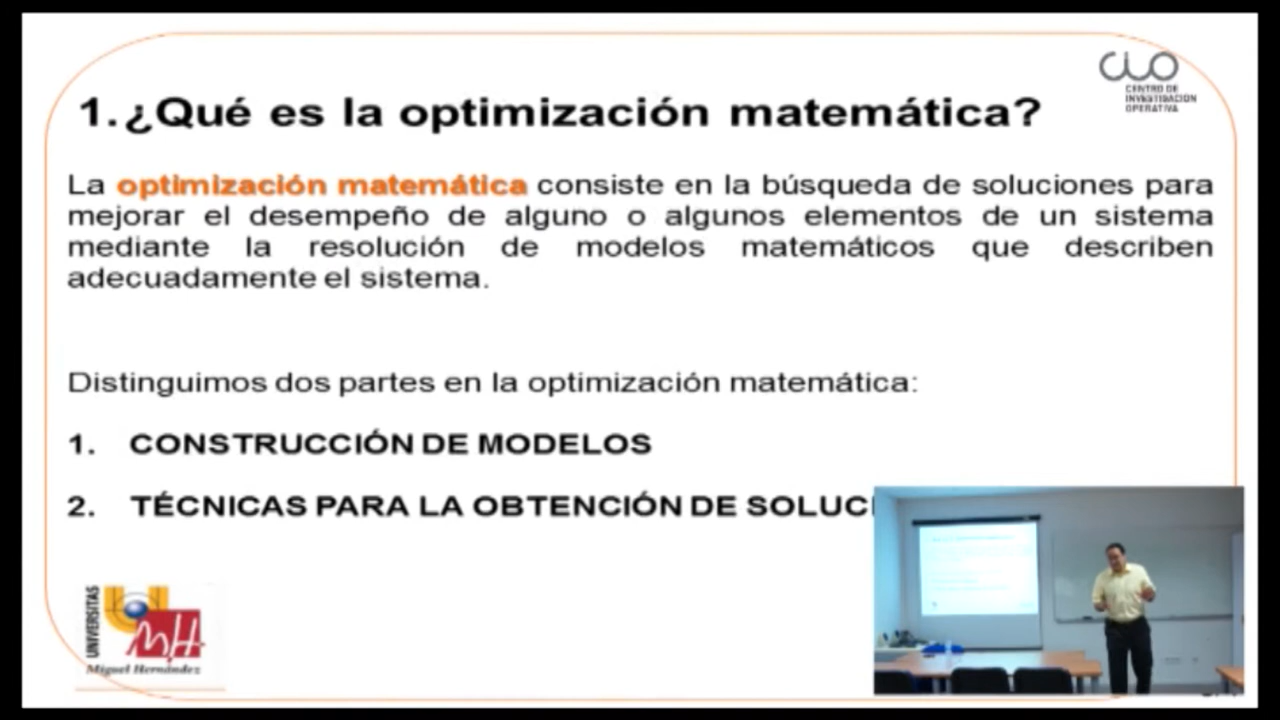 CIO
CENTRO DE
INVESTIGACIÓN
OPERATIVA
1. ¿Qué es la optimización matemática?
La optimización matemática consiste en la búsqueda de soluciones para
mejorar el desempeño de alguno o algunos elementos de un sistema
mediante la resolución de modelos matemáticos que describen
adecuadamente el sistema.
Distinguimos dos partes en la optimización matemática:
1. CONSTRUCCIÓN DE MODELOS
2. TÉCNICAS PARA LA OBTENCIÓN DE SOLUCI
UNIVERSITAS
Miguel Hernández